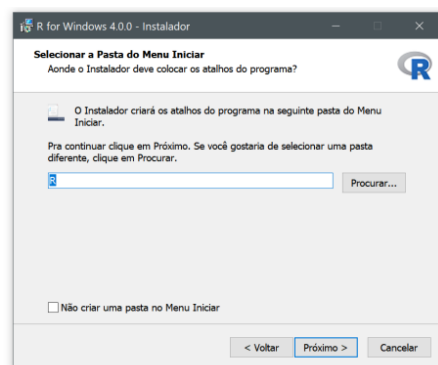 R for Windows 4.0.0 - Instalador
Selecionar a Pasta do Menu Iniciar
Aonde o Instalador deve colocar os atalhos do programa?
R
O Instalador criará os atalhos do programa na seguinte pasta do Menu
Iniciar.
Pra continuar clique em Próximo. Se você gostaria de selecionar uma pasta
diferente, clique em Procurar.
R
Procurar...
Não criar uma pasta no Menu Iniciar
< Voltar
Próximo >
Cancelar